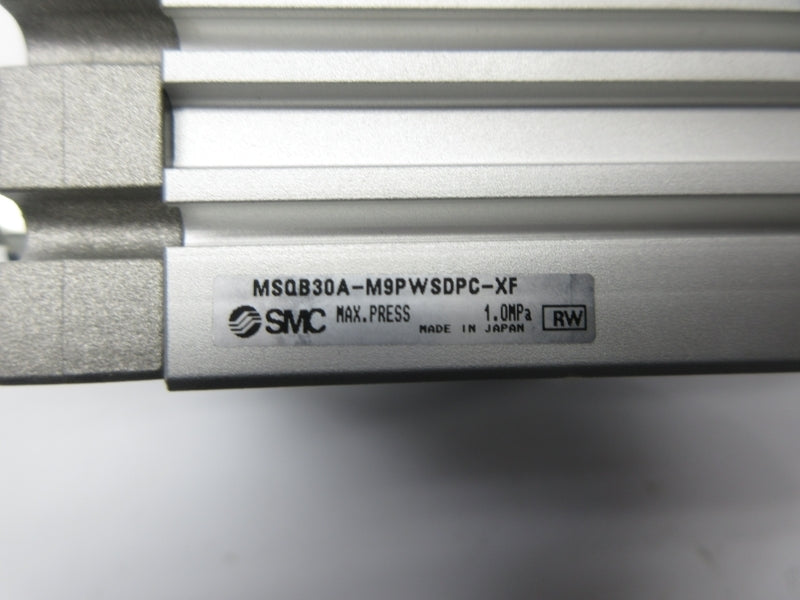 MSQB30A-M9PWSDPC-XF
SMC MAX.PRESS 1.0MPa
MADE IN JAPAN RW